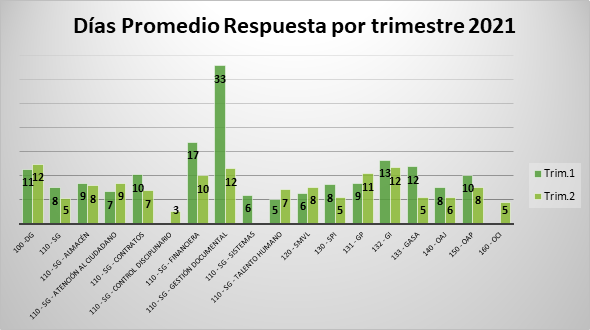 Días Promedio Respuesta por trimestre 2021
33
17
13
12
12
12
12
11
10
10
10
11
9
8
9
8
7
9
7
8
5
3
6
5
7
6
8
8
5
9
5
8
6
8
5
Trim.1
Trim.2
100-DG
110 - SG
110 - SG - ALMACÉN
110 - SG - ATENCIÓN AL CIUDADANO
110 - SG - CONTRATOS
110 - SG - CONTROL DISCIPLINARIO
110 - SG - FINANCIERA
110 - SG - GESTIÓN DOCUMENTAL
110 - SG - SISTEMAS
110 - SG - TALENTO HUMANO
120 - SMVL
130 - SPI
131 - GP
132 - GI
133 - GASA
140 - OAJ
150 - OAP
160 - OCI